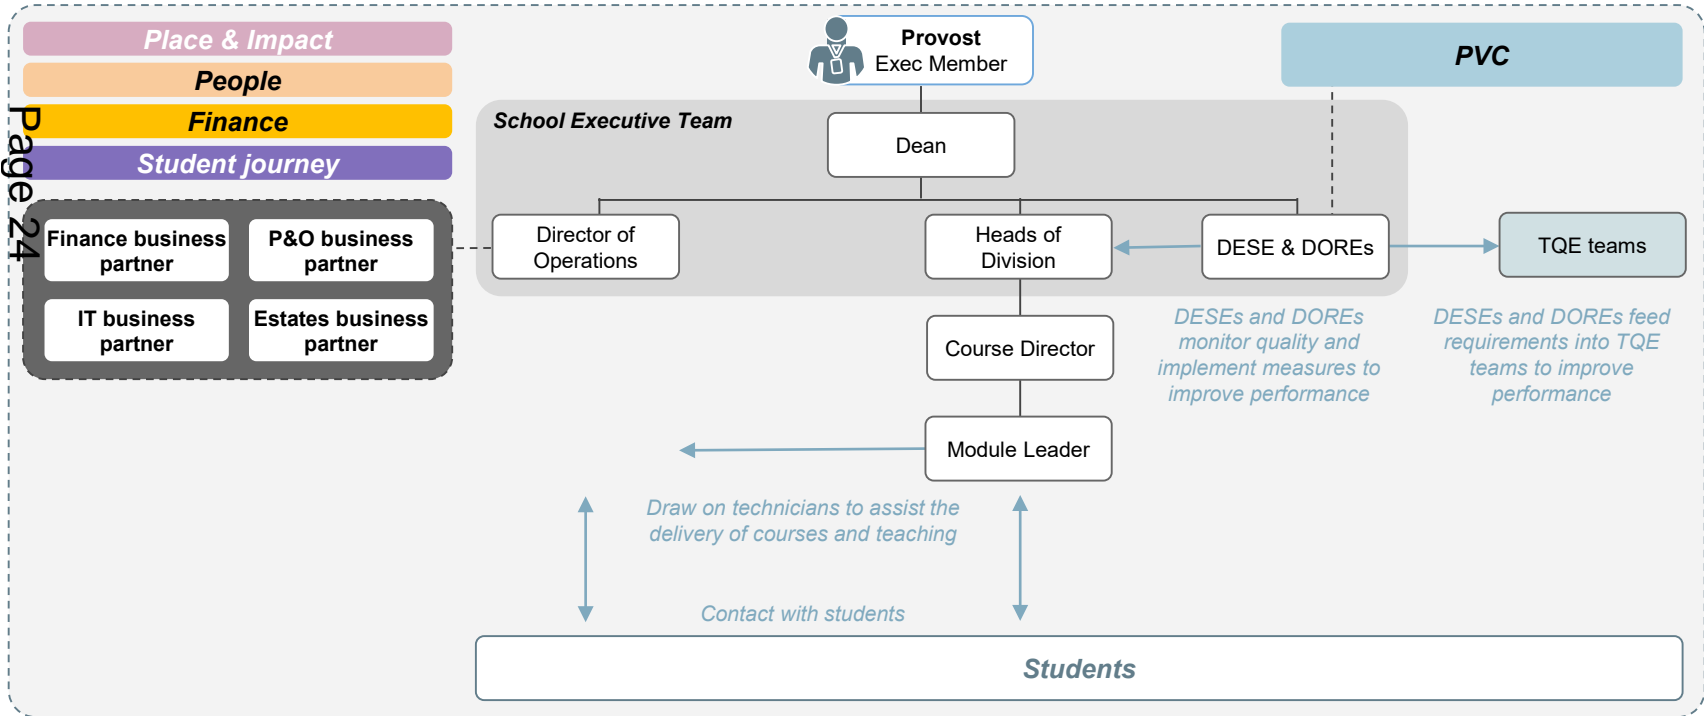 Place & Impact
People
Finance
Student journey
Page 24
Finance business
partner
P&O business
partner
IT business
partner
Estates business
partner
Provost
Exec Member
PVC
School Executive Team
Dean
Director of
Operations
Heads of
Division
DESE & DOREs
TQE teams
Course Director
DESEs and DOREs
monitor quality and
implement measures to
improve performance
DESEs and DOREs feed
requirements into TQE
teams to improve
performance
Module Leader
Draw on technicians to assist the
delivery of courses and teaching
Contact with students
Students